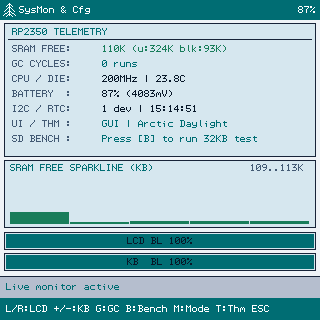 SysMon & Cfg 87%
RP2350 TELEMETRY
SRAM FREE: 110K (u:324K blk:93K)
GC CYCLES: 0 runs
CPU / DIE: 200MHz | 23.8C
BATTERY : 87% (4083mV)
I2C / RTC: 1 dev | 15:14:51
UI / THM : GUI | Arctic Daylight
SD BENCH : Press [B] to run 32KB test
SRAM FREE SPARKLINE (KB) 109..113K
LCD BL 100%
KB BL 100%
Live monitor active
L/R:LCD +/-:KB G:GC B:Bench M:Mode T:Thm ESC